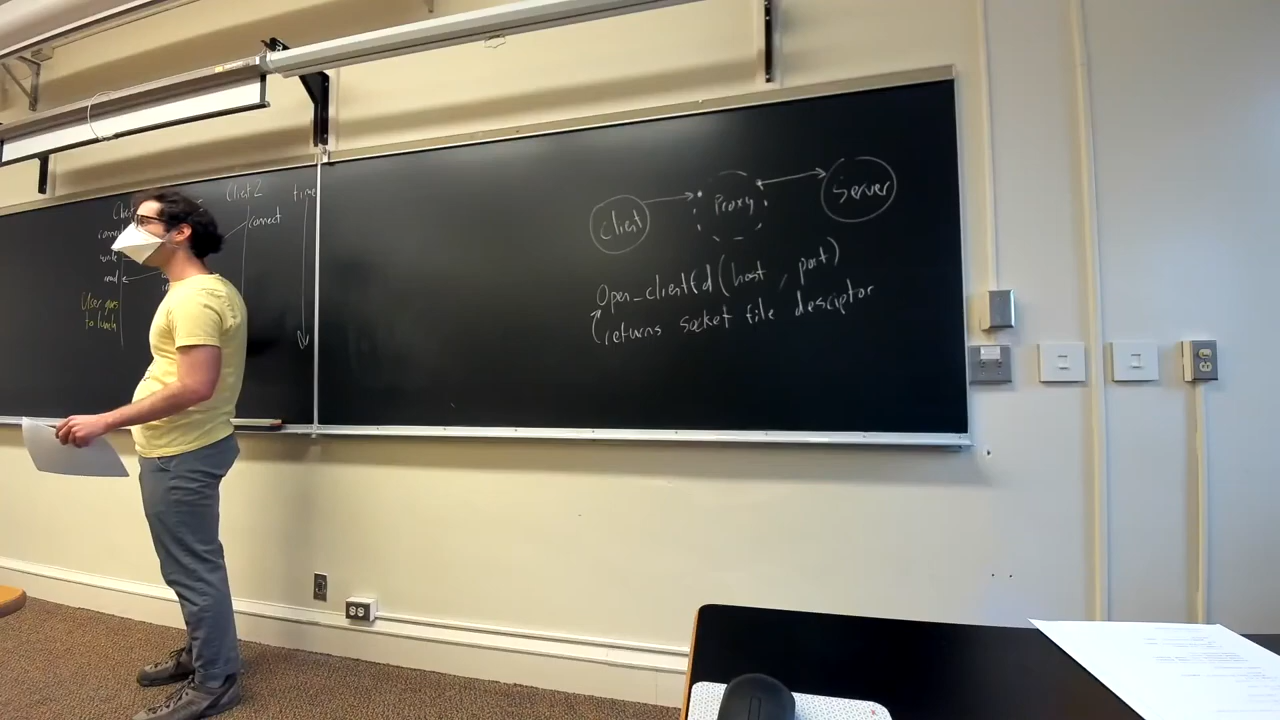 Client 2
time
connect
write
read
connect
User goes
to lunch
Client
Proxy
Server
Open_clientfd(host, port)
returns socket file desciptor